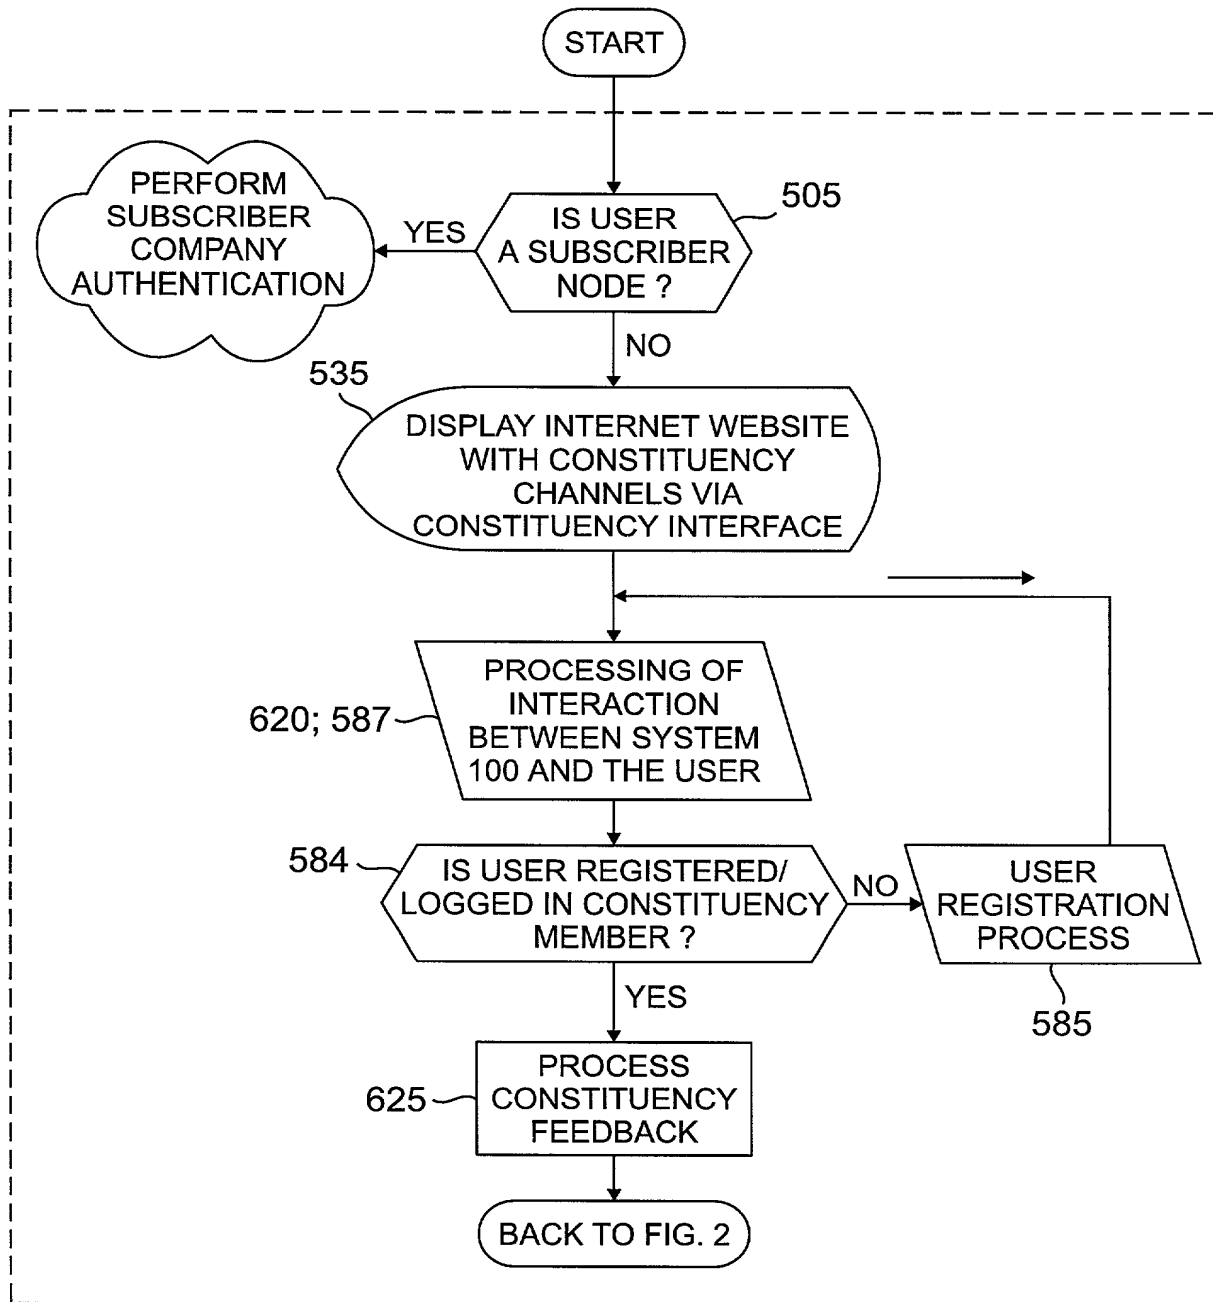 START
PERFORM
SUBSCRIBER
COMPANY
AUTHENTICATION
YES
IS USER
A SUBSCRIBER
NODE ?
505
NO
535
DISPLAY INTERNET WEBSITE
WITH CONSTITUENCY
CHANNELS VIA
CONSTITUENCY INTERFACE
620; 587
PROCESSING OF
INTERACTION
BETWEEN SYSTEM
100 AND THE USER
584
IS USER REGISTERED/
LOGGED IN CONSTITUENCY
MEMBER ?
NO
USER
REGISTRATION
PROCESS
585
YES
625
PROCESS
CONSTITUENCY
FEEDBACK
BACK TO FIG. 2